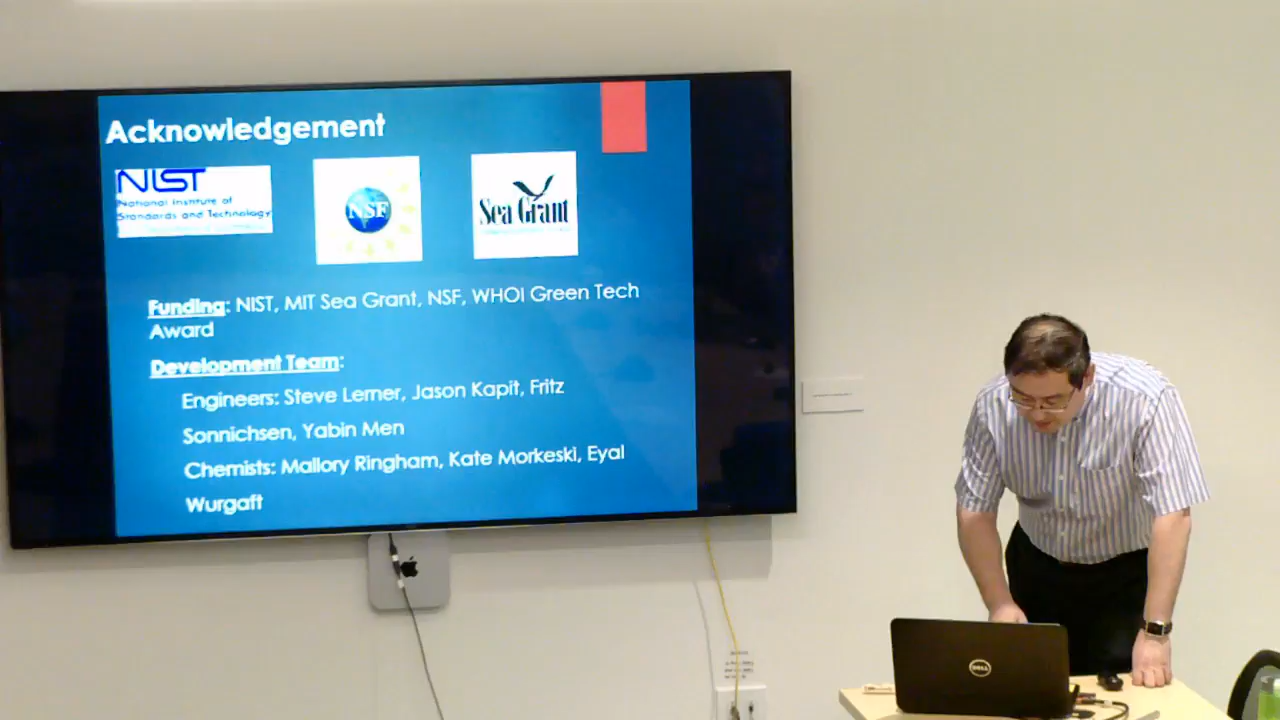 Acknowledgement
NIST
National Institute of
Standards and Technology
NSF
Sea Grant
Funding: NIST, MIT Sea Grant, NSF, WHOI Green Tech
Award
Development Team:
Engineers: Steve Lerner, Jason Kapit, Fritz
Sonnichsen, Yabin Men
Chemists: Mallory Ringham, Kate Morkeski, Eyal
Wurgaft
DELL